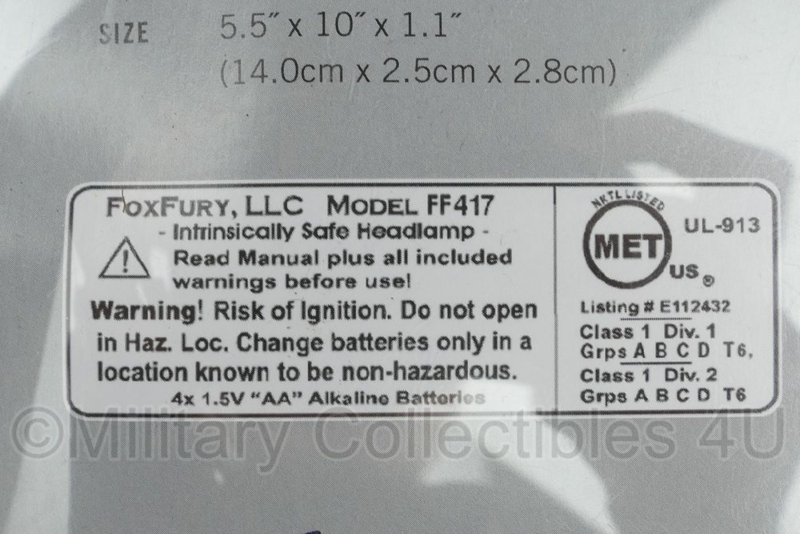 SIZE 5.5″ x 10″ x 1.1″
(14.0cm x 2.5cm x 2.8cm)
FOXFURY, LLC MODEL FF417
- Intrinsically Safe Headlamp -
Read Manual plus all included
warnings before use!
Warning! Risk of Ignition. Do not open
in Haz. Loc. Change batteries only in a
location known to be non-hazardous.
4x 1.5V “AA” Alkaline Batteries
NRTL LISTED
MET
US ®
UL-913
Listing # E112432
Class 1 Div. 1
Grps A B C D T6,
Class 1 Div. 2
Grps A B C D T6
©Military Collectibles 4U